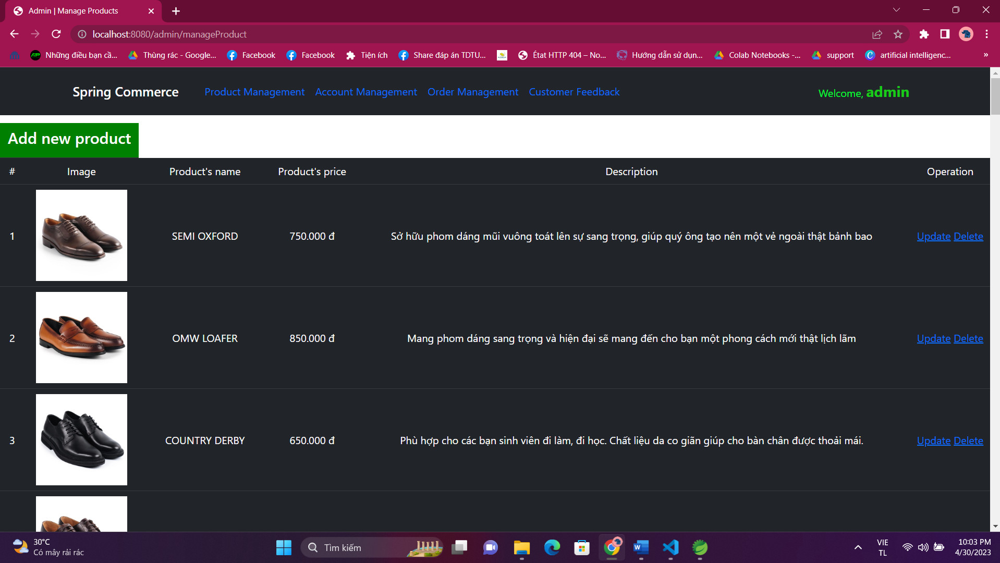 Admin | Manage Products
localhost:8080/admin/manageProduct
Những điều bạn cầ... Thùng rác - Google... Facebook Facebook Tiện ích Share đáp án TDTU... État HTTP 404 – No... Hướng dẫn sử dụn... Colab Notebooks -... support artificial intelligenc... »
Spring Commerce Product Management Account Management Order Management Customer Feedback Welcome, admin
Add new product
# Image Product's name Product's price Description Operation
1 SEMI OXFORD 750.000 đ Sở hữu phom dáng mũi vuông toát lên sự sang trọng, giúp quý ông tạo nên một vẻ ngoài thật bảnh bao Update Delete
2 OMW LOAFER 850.000 đ Mang phom dáng sang trọng và hiện đại sẽ mang đến cho bạn một phong cách mới thật lịch lãm Update Delete
3 COUNTRY DERBY 650.000 đ Phù hợp cho các bạn sinh viên đi làm, đi học. Chất liệu da co giãn giúp cho bàn chân được thoải mái. Update Delete
30°C
Có mây rải rác
Tìm kiếm
VIE
TL
10:03 PM
4/30/2023